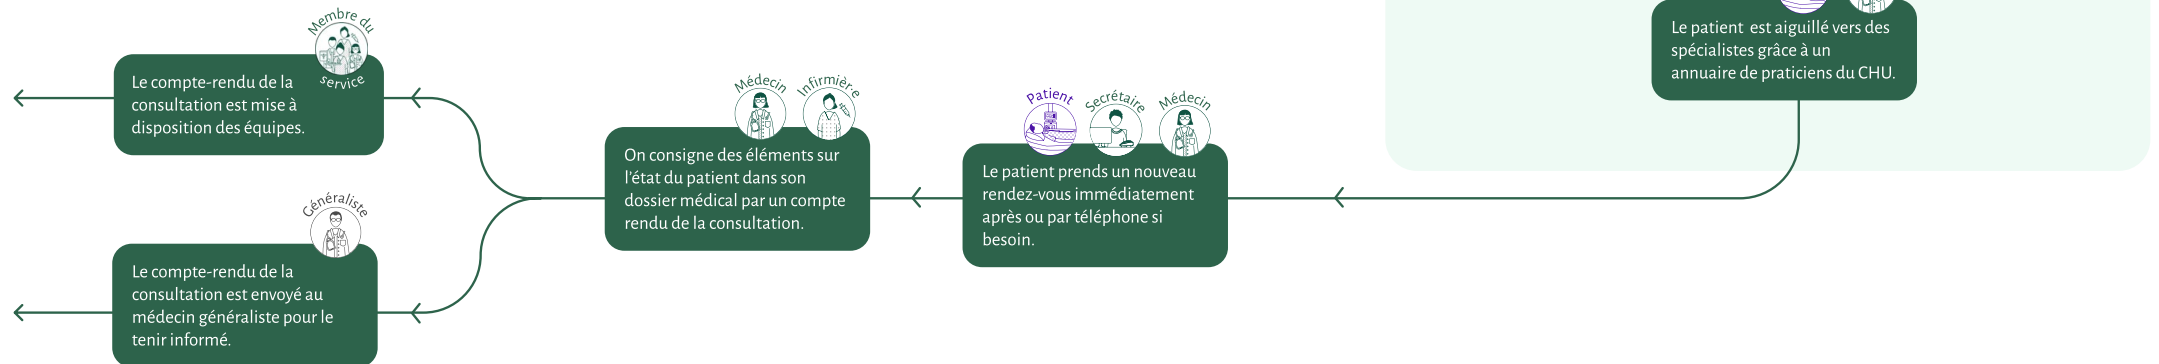 Membre du
service
Le compte-rendu de la
consultation est mise à
disposition des équipes.
Généraliste
Le compte-rendu de la
consultation est envoyé au
médecin généraliste pour le
tenir informé.
Médecin
Infirmièr·e
On consigne des éléments sur
l'état du patient dans son
dossier médical par un compte
rendu de la consultation.
Patient
Secrétaire
Médecin
Le patient prends un nouveau
rendez-vous immédiatement
après ou par téléphone si
besoin.
Le patient  est aiguillé vers des
spécialistes grâce à un
annuaire de praticiens du CHU.